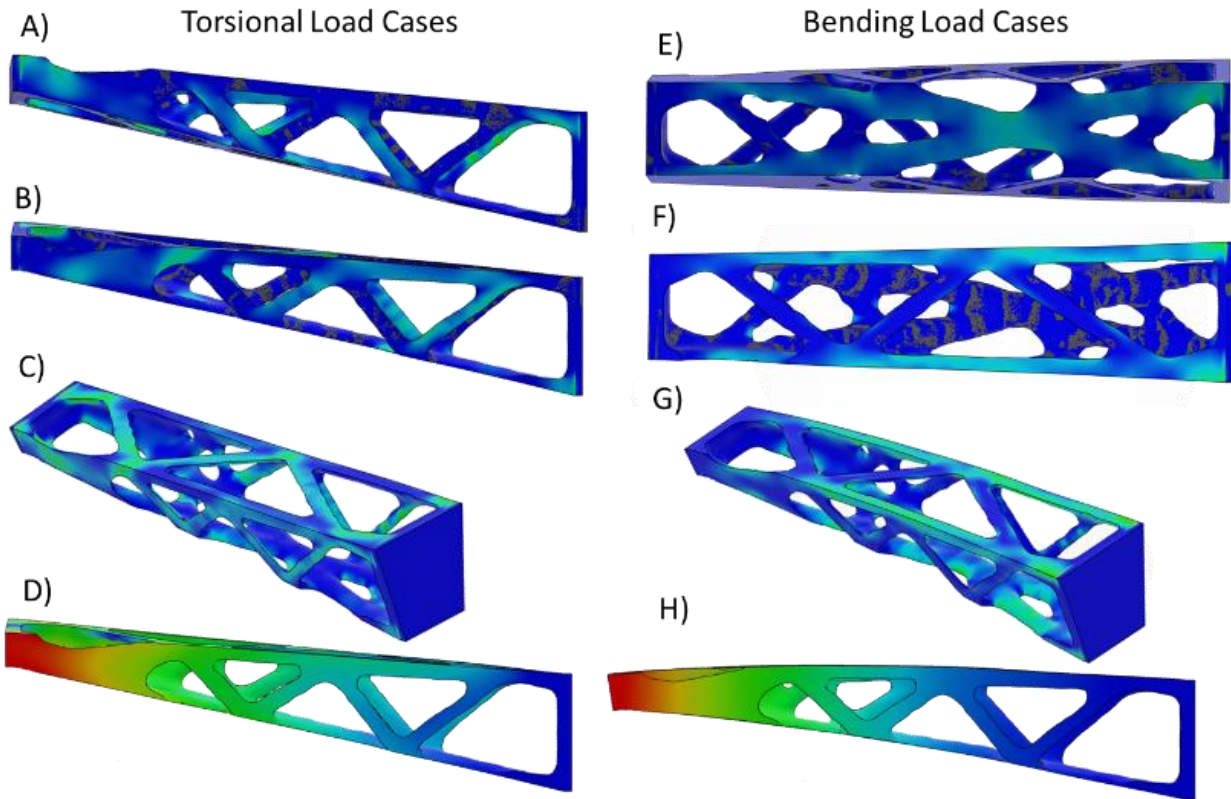 Torsional Load Cases
A)
B)
C)
D)
Bending Load Cases
E)
F)
G)
H)